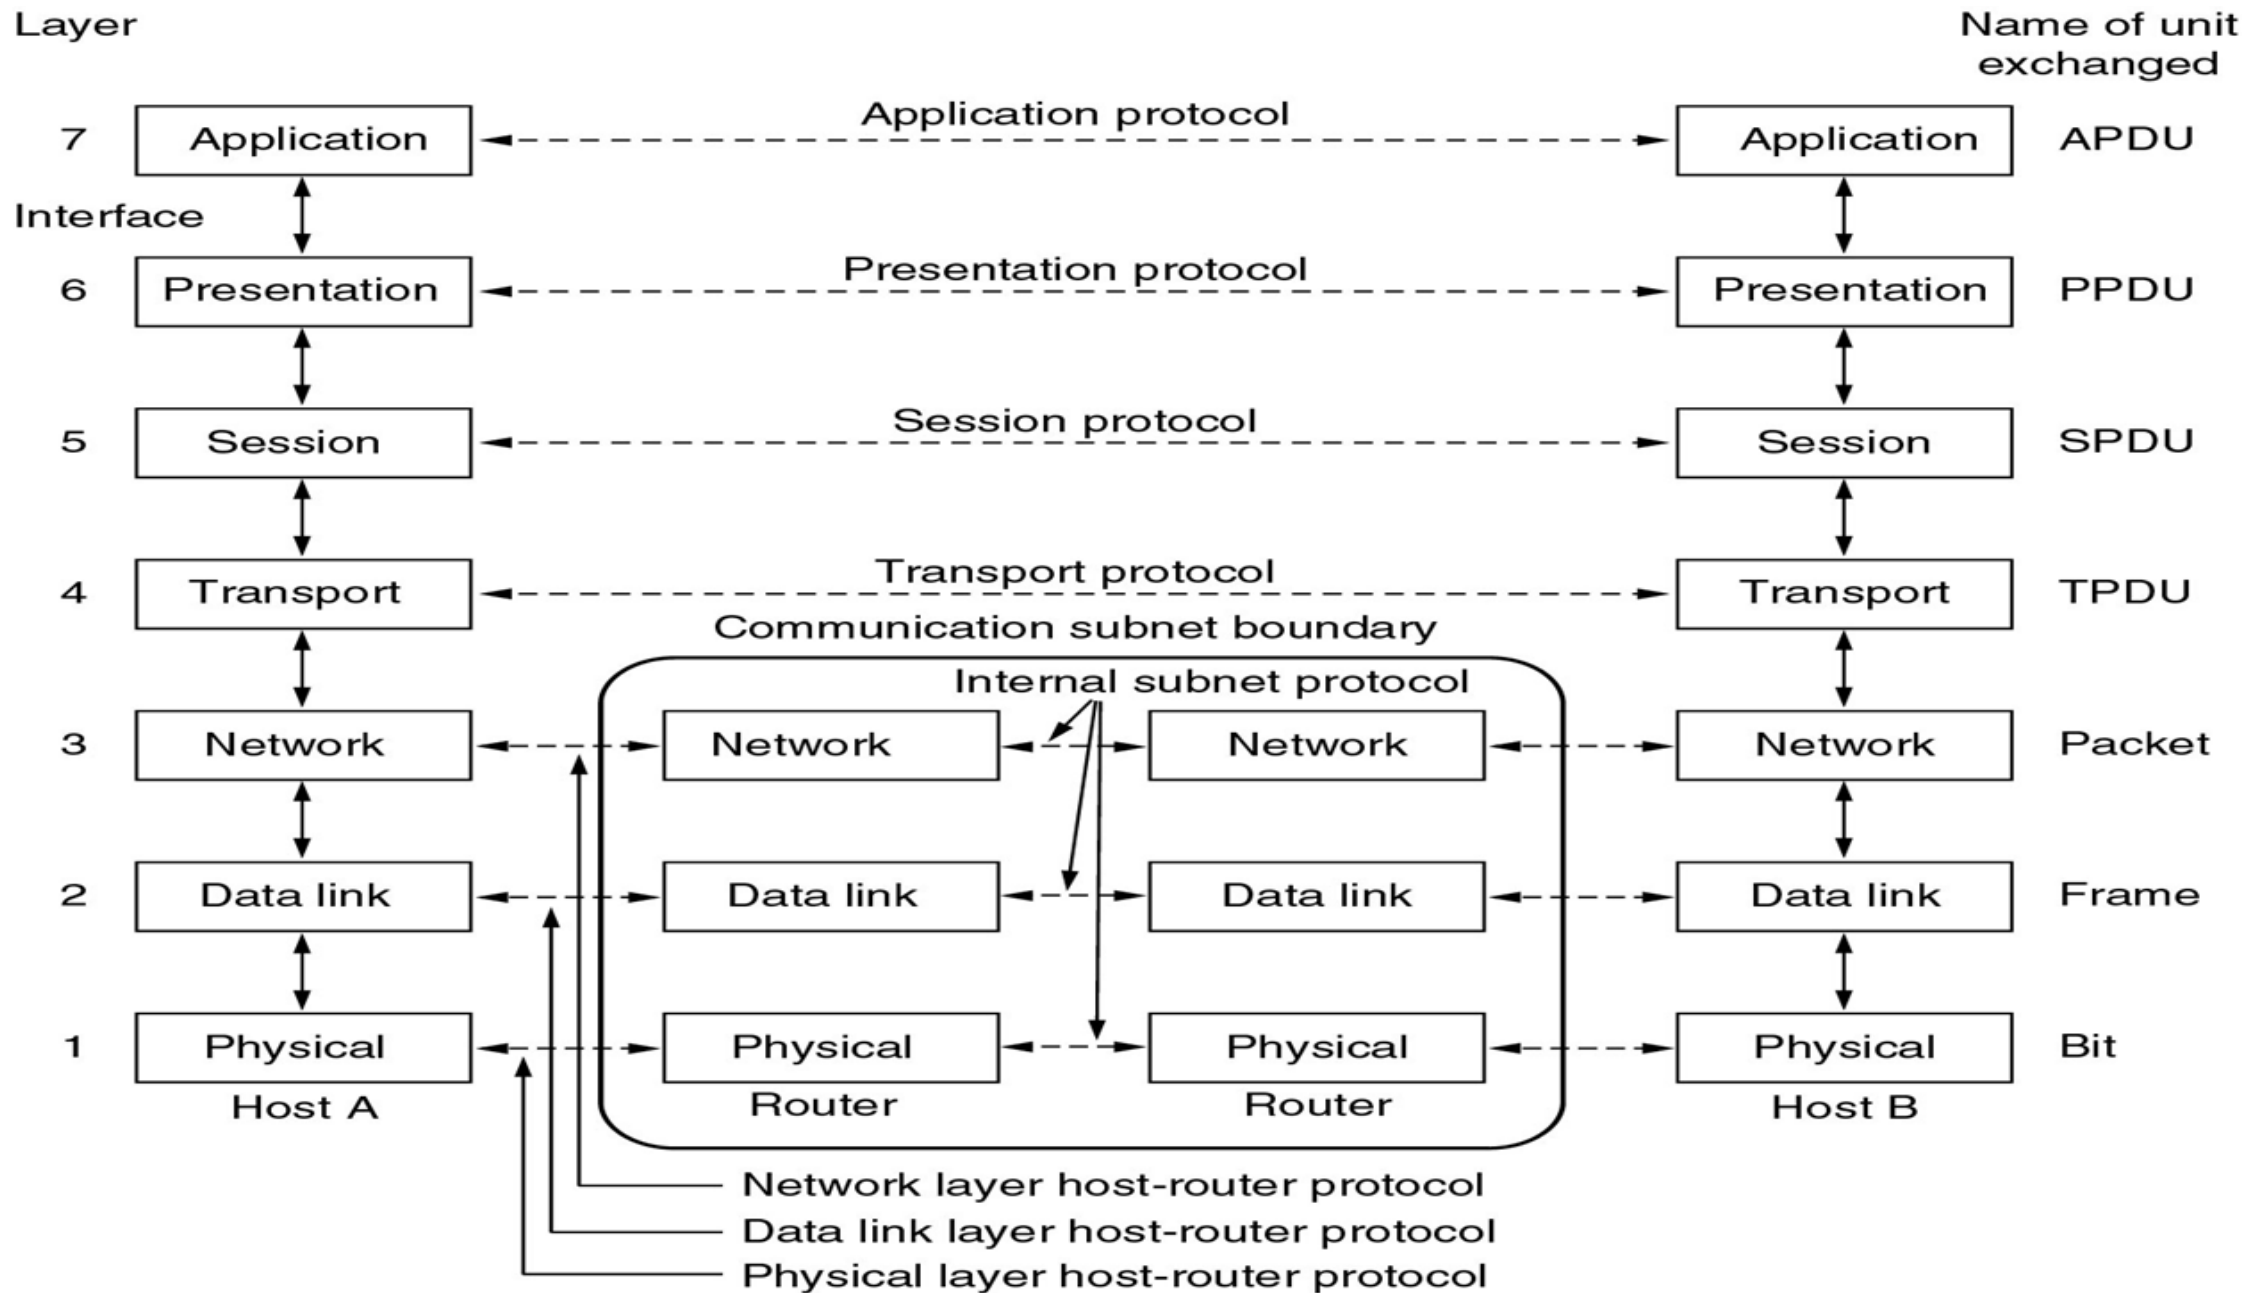 Layer
Name of unit
exchanged
Application protocol
7 Application Application APDU
Interface
Presentation protocol
6 Presentation Presentation PPDU
Session protocol
5 Session Session SPDU
Transport protocol
4 Transport Transport TPDU
Communication subnet boundary
Internal subnet protocol
3 Network Network Network Network Packet
2 Data link Data link Data link Data link Frame
1 Physical Physical Physical Physical Bit
Host A Router Router Host B
Network layer host-router protocol
Data link layer host-router protocol
Physical layer host-router protocol